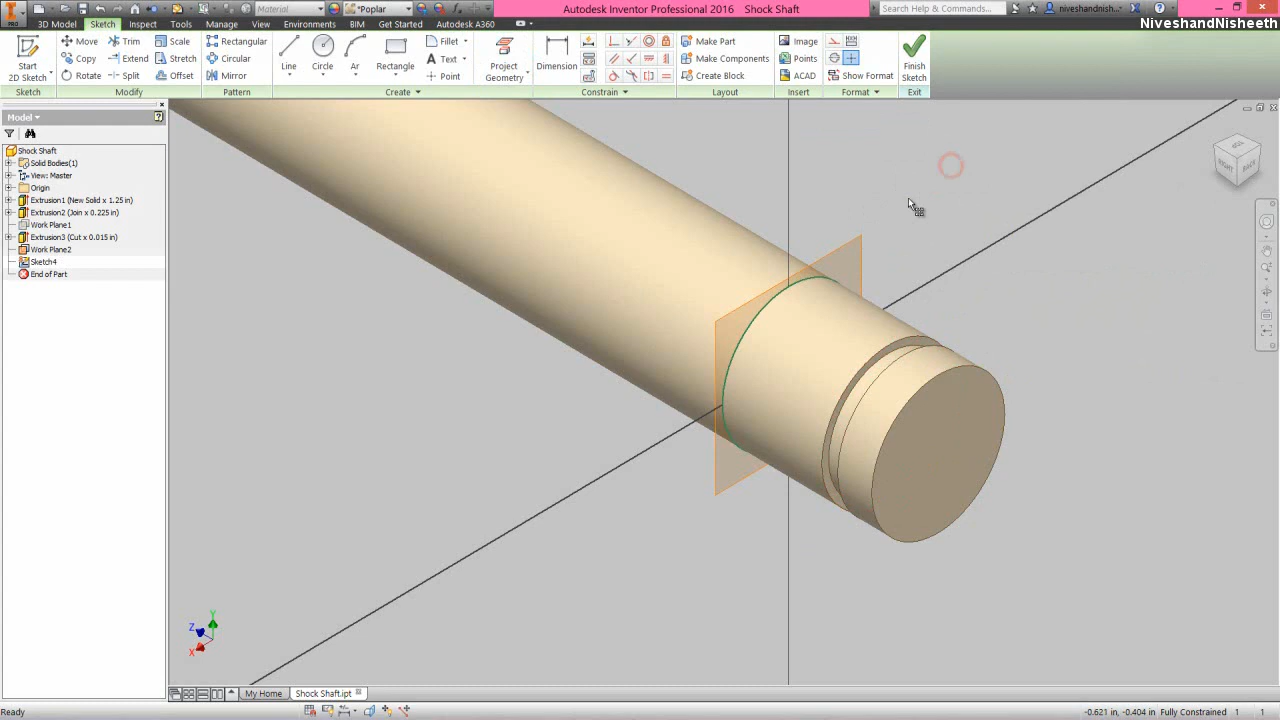 Material
*Poplar
Autodesk Inventor Professional 2016 Shock Shaft
Search Help & Commands...
niveshandnish...
PRO
3D Model
Sketch
Inspect
Tools
Manage
View
Environments
BIM
Get Started
Autodesk A360
NiveshandNisheeth
Start
2D Sketch
Move
Trim
Scale
Stretch
Rotate
Split
Offset
Rectangular
Circular
Mirror
Line
Circle
Arc
Rectangle
Fillet
Text
Point
Project
Geometry
Dimension
Make Part
Make Components
Create Block
Image
Points
ACAD
Show Format
Finish
Sketch
Sketch
Modify
Pattern
Create
Constrain
Layout
Insert
Format
Exit
Model
Shock Shaft
Solid Bodies(1)
View: Master
Origin
Extrusion1 (New Solid x 1.25 in)
Extrusion2 (Join x 0.225 in)
Work Plane1
Extrusion3 (Cut x 0.015 in)
Work Plane2
Sketch4
End of Part
RIGHT
BACK
Y
Z
X
My Home
Shock Shaft.ipt
Ready
-0.621 in, -0.404 in Fully Constrained 1 1